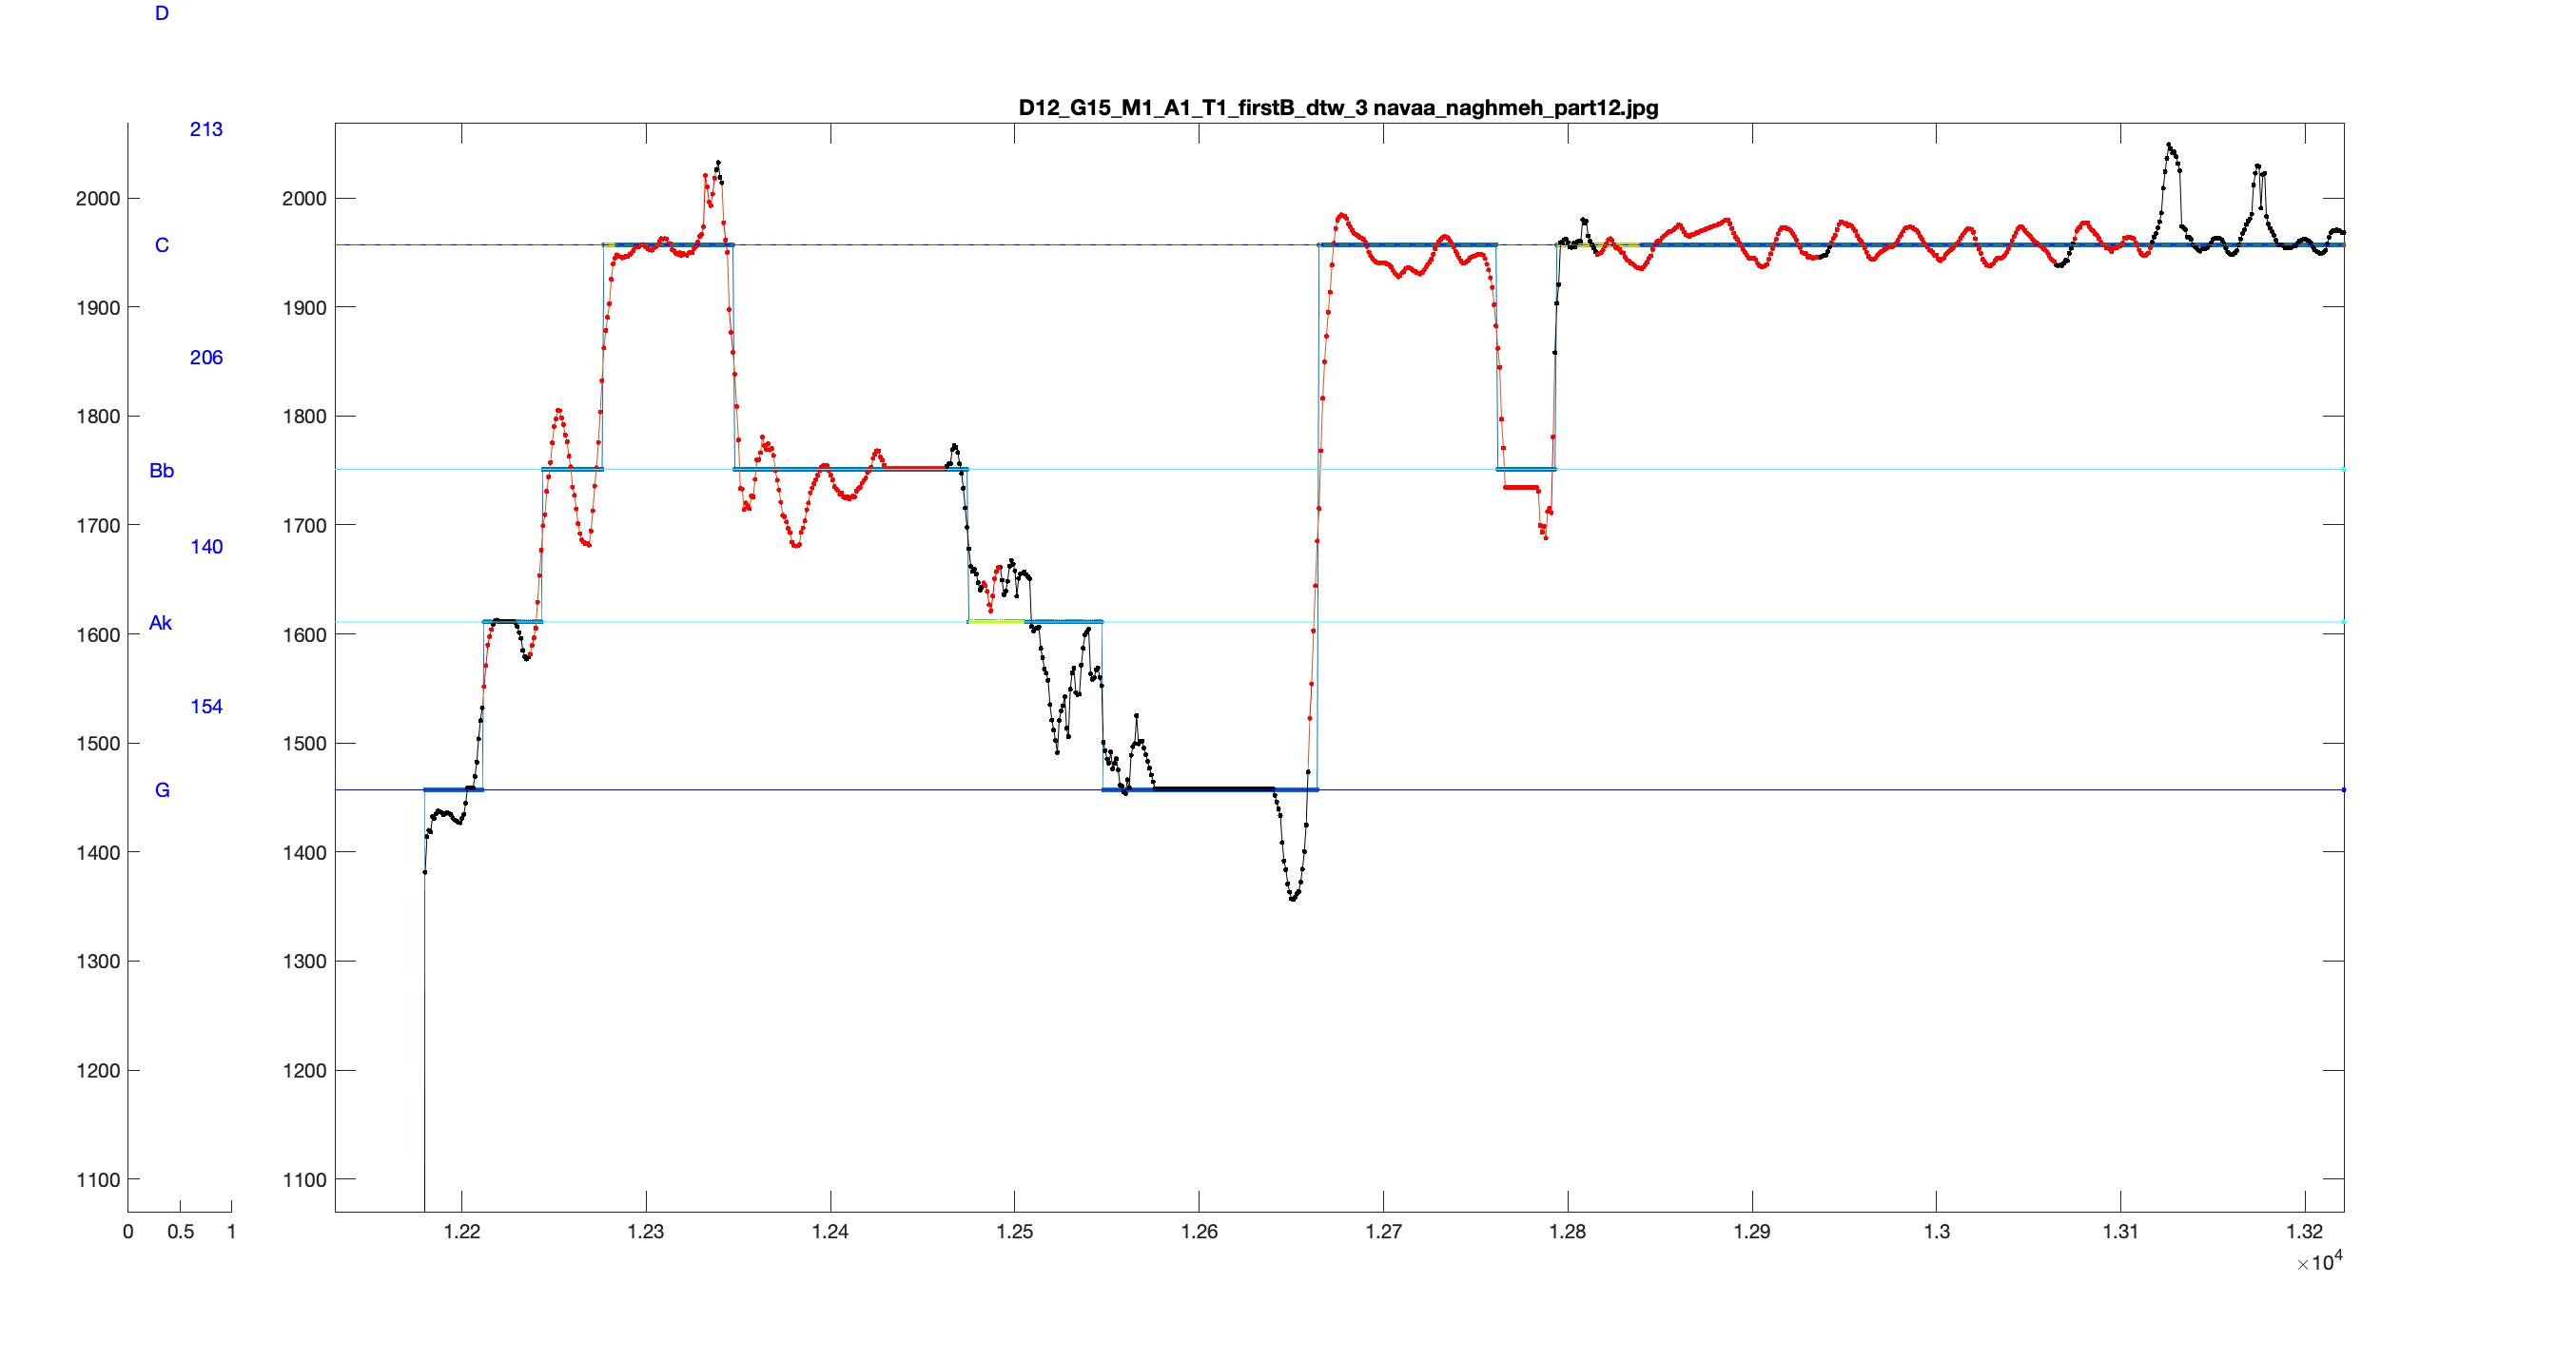 D
D12_G15_M1_A1_T1_firstB_dtw_3 navaa_naghmeh_part12.jpg
213
2000 2000
C
1900 1900
206
1800 1800
Bb
140
1700 1700
Ak
1600 1600
154
1500 1500
G
1400 1400
1300 1300
1200 1200
1100 1100
0 0.5 1 1.22 1.23 1.24 1.25 1.26 1.27 1.28 1.29 1.3 1.31 1.32
×10⁴